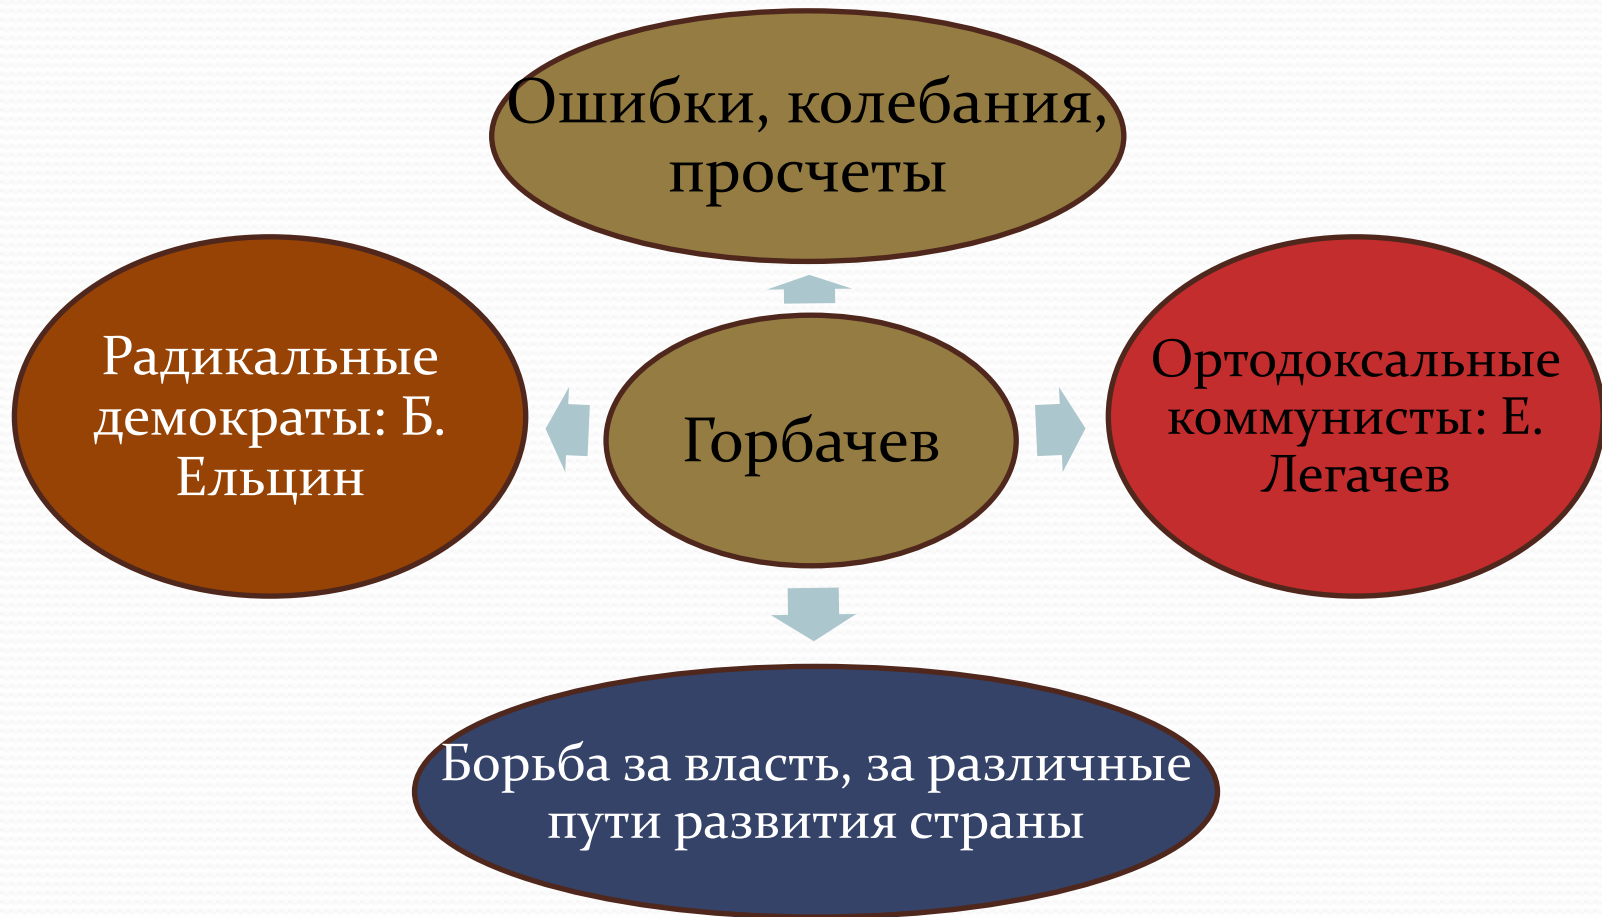 Ошибки, колебания,
просчеты
Радикальные
демократы: Б.
Ельцин
Горбачев
Ортодоксальные
коммунисты: Е.
Легачев
Борьба за власть, за различные
пути развития страны